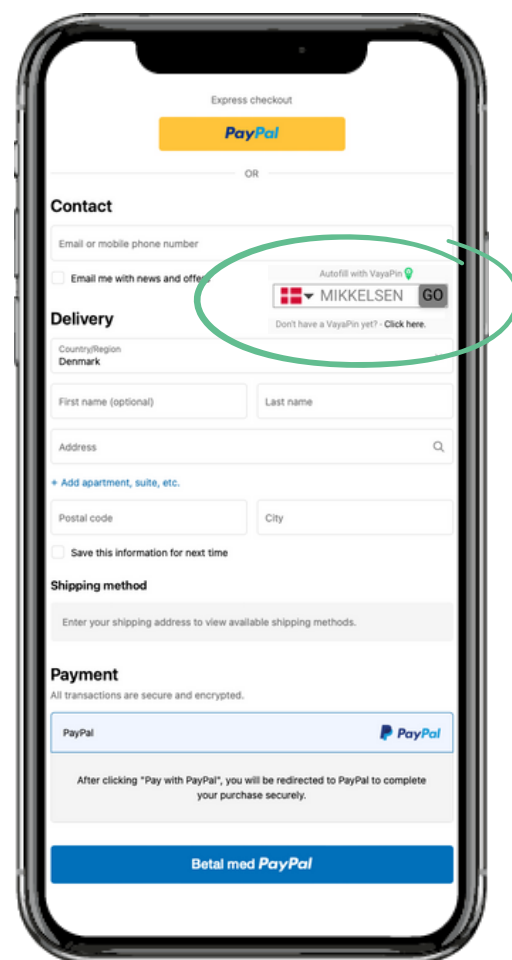 Express checkout
PayPal
OR
Contact
Email or mobile phone number
Email me with news and offers
Autofill with VayaPin
MIKKELSEN GO
Don't have a VayaPin yet? - Click here.
Delivery
Country/Region
Denmark
First name (optional)
Last name
Address
+ Add apartment, suite, etc.
Postal code
City
Save this information for next time
Shipping method
Enter your shipping address to view available shipping methods.
Payment
All transactions are secure and encrypted.
PayPal
PayPal
After clicking "Pay with PayPal", you will be redirected to PayPal to complete
your purchase securely.
Betal med PayPal